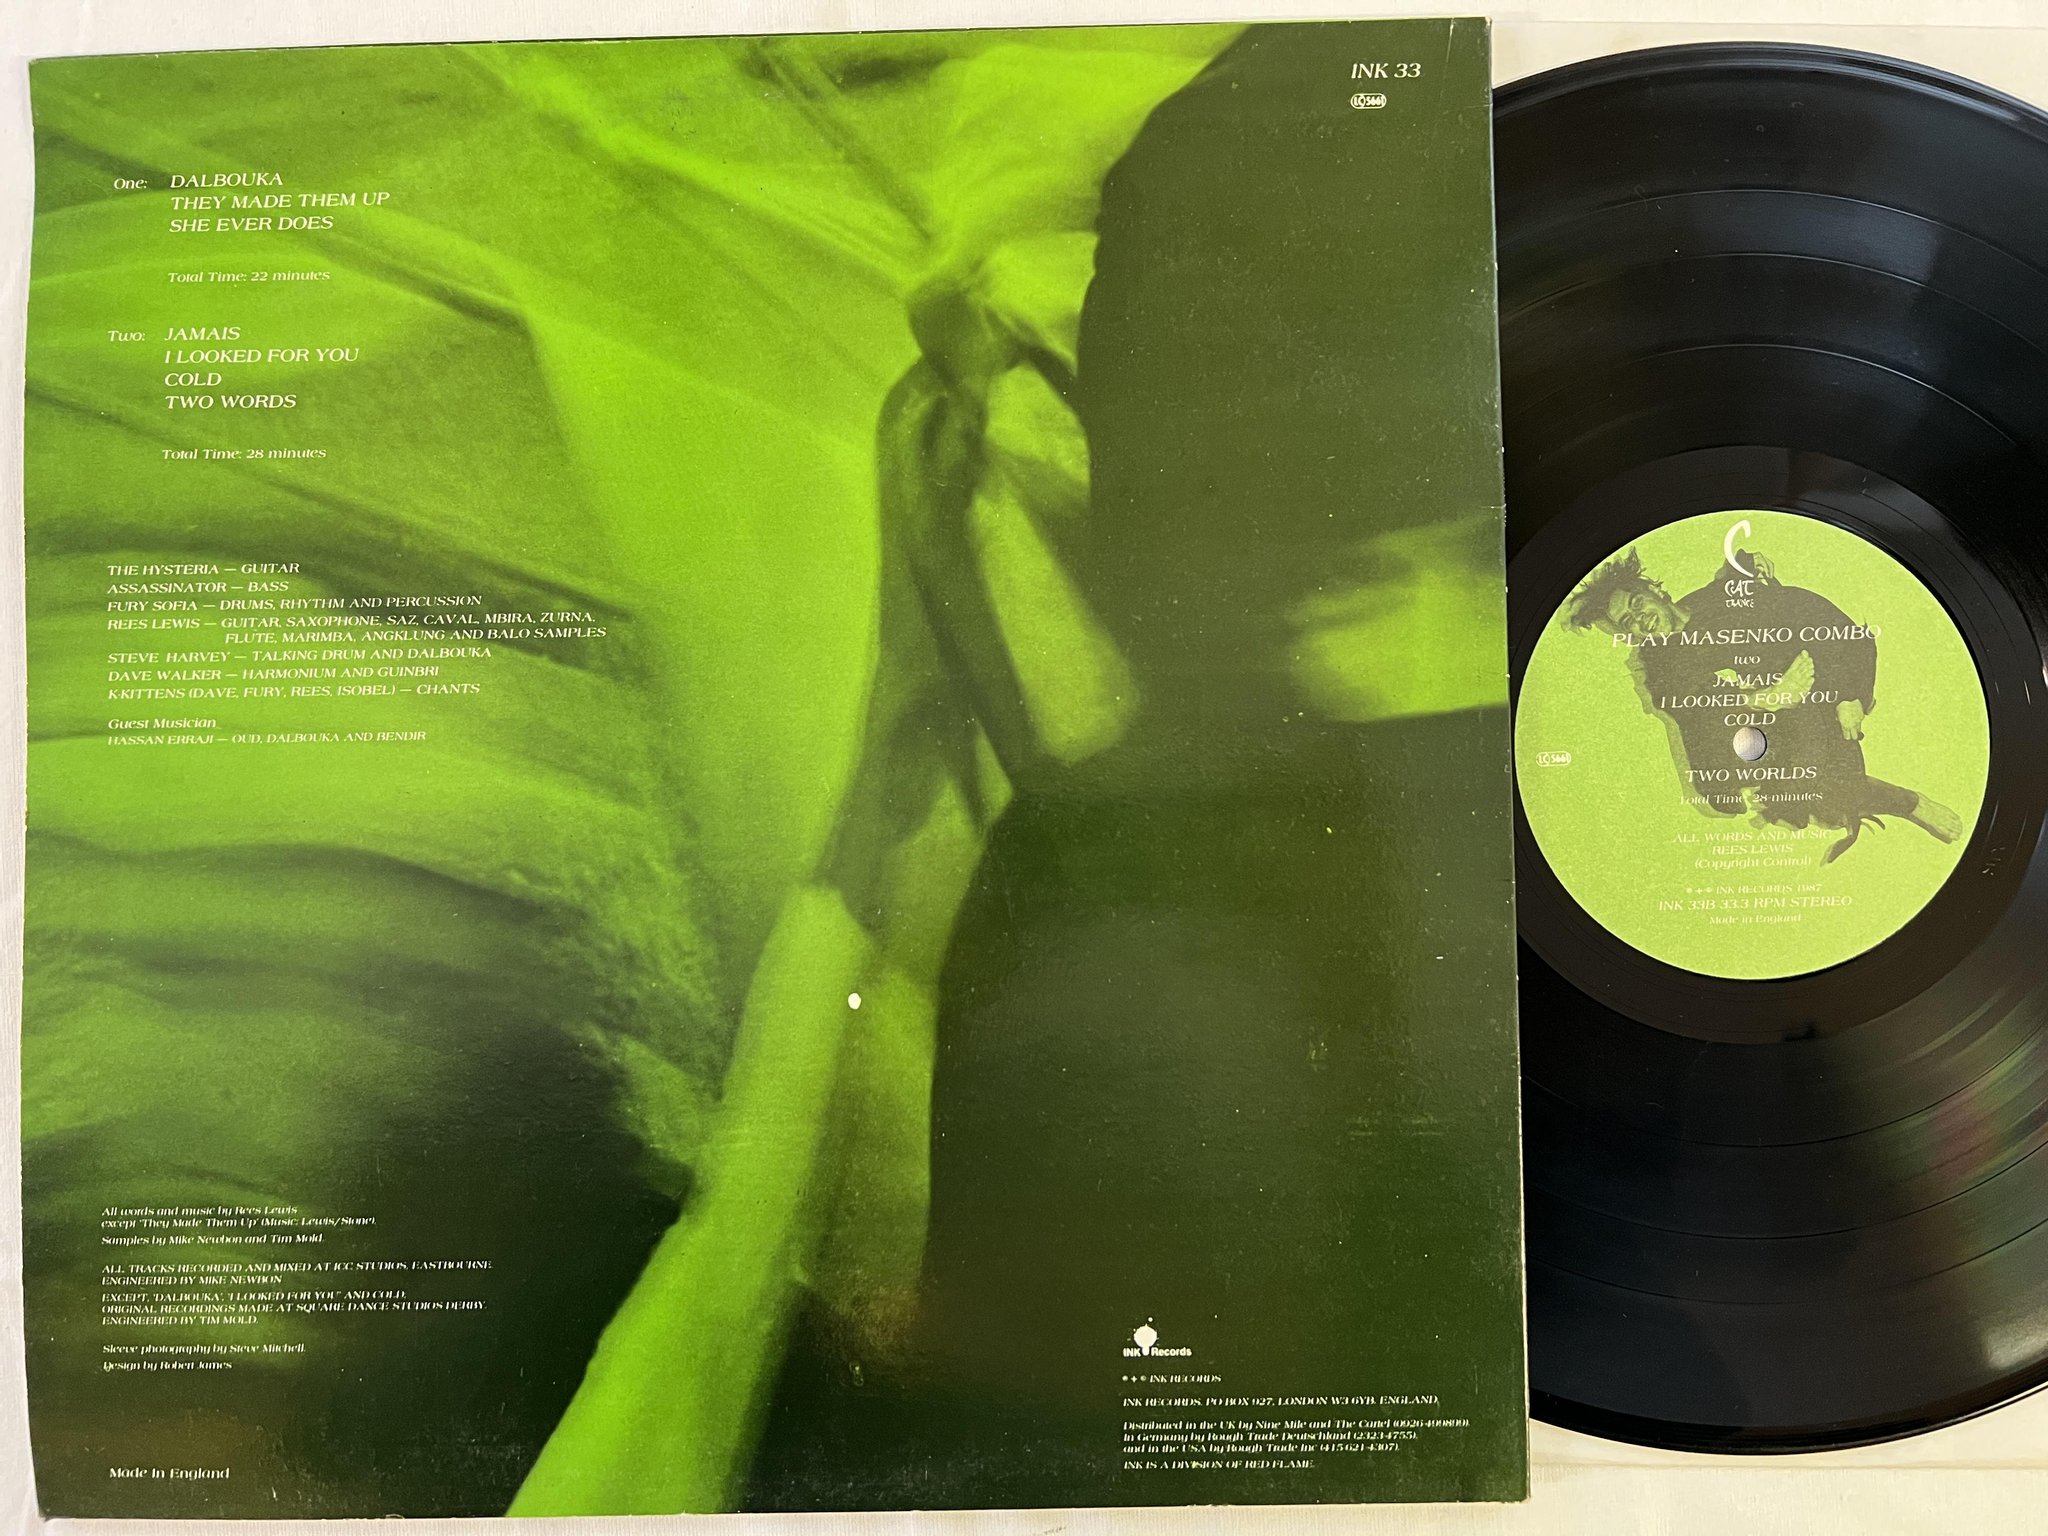 INK 33
LC 5661
One: DALBOUKA
THEY MADE THEM UP
SHE EVER DOES
Total Time: 22 minutes
Two: JAMAIS
I LOOKED FOR YOU
COLD
TWO WORDS
Total Time: 28 minutes
THE HYSTERIA — GUITAR
ASSASSINATOR — BASS
FURY SOFIA — DRUMS, RHYTHM AND PERCUSSION
REES LEWIS — GUITAR, SAXOPHONE, SAZ, CAVAL, MBIRA, ZURNA,
FLUTE, MARIMBA, ANGKLUNG AND BALO SAMPLES
STEVE HARVEY — TALKING DRUM AND DALBOUKA
DAVE WALKER — HARMONIUM AND GUINBRI
K-KITTENS (DAVE, FURY, REES, ISOBEL) — CHANTS
Guest Musician
HASSAN ERRAJI — OUD, DALBOUKA AND BENDIR
All words and music by Rees Lewis
except 'They Made Them Up' (Music: Lewis/Stone).
Samples by Mike Newbon and Tim Mold.
ALL TRACKS RECORDED AND MIXED AT ICC STUDIOS, EASTBOURNE.
ENGINEERED BY MIKE NEWBON
EXCEPT, 'DALBOUKA', 'I LOOKED FOR YOU' AND COLD.
ORIGINAL RECORDINGS MADE AT SQUARE DANCE STUDIOS DERBY.
ENGINEERED BY TIM MOLD.
Sleeve photography by Steve Mitchell.
Design by Robert James
Made In England
INK Records
INK RECORDS
INK RECORDS, PO BOX 927, LONDON W3 6YB, ENGLAND.
Distributed in the UK by Nine Mile and The Cartel (0926-499899).
In Germany by Rough Trade Deutschland (2323-4755),
and in the USA by Rough Trade Inc (415-621-4307).
INK IS A DIVISION OF RED FLAME.
CAT
TRANCE
PLAY MASENKO COMBO
two
JAMAIS
I LOOKED FOR YOU
COLD
LC 5661
TWO WORLDS
Total Time: 28 minutes
ALL WORDS AND MUSIC
REES LEWIS
(Copyright Control)
INK RECORDS 1987
INK 33B 33.3 RPM STEREO
Made in England